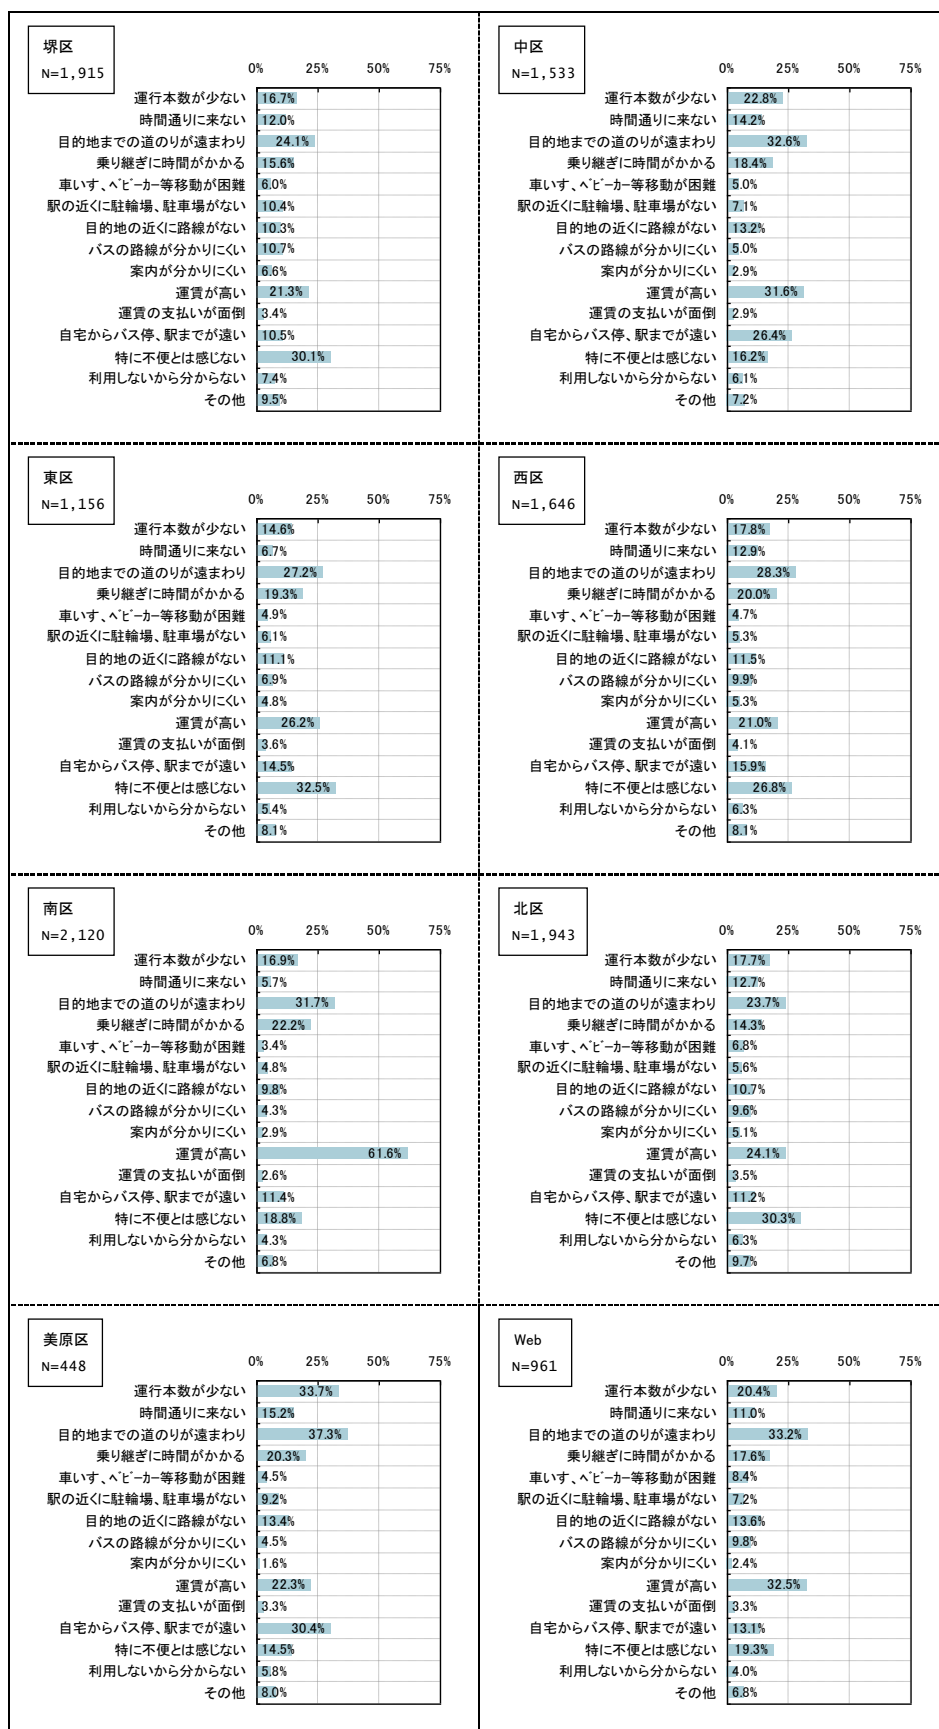 堺区
N=1,915
0% 25% 50% 75%
運行本数が少ない 16.7%
時間通りに来ない 12.0%
目的地までの道のりが遠まわり 24.1%
乗り継ぎに時間がかかる 15.6%
車いす、ベビーカー等移動が困難 6.0%
駅の近くに駐輪場、駐車場がない 10.4%
目的地の近くに路線がない 10.3%
バスの路線が分かりにくい 10.7%
案内が分かりにくい 6.6%
運賃が高い 21.3%
運賃の支払いが面倒 3.4%
自宅からバス停、駅までが遠い 10.5%
特に不便とは感じない 30.1%
利用しないから分からない 7.4%
その他 9.5%
中区
N=1,533
0% 25% 50% 75%
運行本数が少ない 22.8%
時間通りに来ない 14.2%
目的地までの道のりが遠まわり 32.6%
乗り継ぎに時間がかかる 18.4%
車いす、ベビーカー等移動が困難 5.0%
駅の近くに駐輪場、駐車場がない 7.1%
目的地の近くに路線がない 13.2%
バスの路線が分かりにくい 5.0%
案内が分かりにくい 2.9%
運賃が高い 31.6%
運賃の支払いが面倒 2.9%
自宅からバス停、駅までが遠い 26.4%
特に不便とは感じない 16.2%
利用しないから分からない 6.1%
その他 7.2%
東区
N=1,156
0% 25% 50% 75%
運行本数が少ない 14.6%
時間通りに来ない 6.7%
目的地までの道のりが遠まわり 27.2%
乗り継ぎに時間がかかる 19.3%
車いす、ベビーカー等移動が困難 4.9%
駅の近くに駐輪場、駐車場がない 6.1%
目的地の近くに路線がない 11.1%
バスの路線が分かりにくい 6.9%
案内が分かりにくい 4.8%
運賃が高い 26.2%
運賃の支払いが面倒 3.6%
自宅からバス停、駅までが遠い 14.5%
特に不便とは感じない 32.5%
利用しないから分からない 5.4%
その他 8.1%
西区
N=1,646
0% 25% 50% 75%
運行本数が少ない 17.8%
時間通りに来ない 12.9%
目的地までの道のりが遠まわり 28.3%
乗り継ぎに時間がかかる 20.0%
車いす、ベビーカー等移動が困難 4.7%
駅の近くに駐輪場、駐車場がない 5.3%
目的地の近くに路線がない 11.5%
バスの路線が分かりにくい 9.9%
案内が分かりにくい 5.3%
運賃が高い 21.0%
運賃の支払いが面倒 4.1%
自宅からバス停、駅までが遠い 15.9%
特に不便とは感じない 26.8%
利用しないから分からない 6.3%
その他 8.1%
南区
N=2,120
0% 25% 50% 75%
運行本数が少ない 16.9%
時間通りに来ない 5.7%
目的地までの道のりが遠まわり 31.7%
乗り継ぎに時間がかかる 22.2%
車いす、ベビーカー等移動が困難 3.4%
駅の近くに駐輪場、駐車場がない 4.8%
目的地の近くに路線がない 9.8%
バスの路線が分かりにくい 4.3%
案内が分かりにくい 2.9%
運賃が高い 61.6%
運賃の支払いが面倒 2.6%
自宅からバス停、駅までが遠い 11.4%
特に不便とは感じない 18.8%
利用しないから分からない 4.3%
その他 6.8%
北区
N=1,943
0% 25% 50% 75%
運行本数が少ない 17.7%
時間通りに来ない 12.7%
目的地までの道のりが遠まわり 23.7%
乗り継ぎに時間がかかる 14.3%
車いす、ベビーカー等移動が困難 6.8%
駅の近くに駐輪場、駐車場がない 5.6%
目的地の近くに路線がない 10.7%
バスの路線が分かりにくい 9.6%
案内が分かりにくい 5.1%
運賃が高い 24.1%
運賃の支払いが面倒 3.5%
自宅からバス停、駅までが遠い 11.2%
特に不便とは感じない 30.3%
利用しないから分からない 6.3%
その他 9.7%
美原区
N=448
0% 25% 50% 75%
運行本数が少ない 33.7%
時間通りに来ない 15.2%
目的地までの道のりが遠まわり 37.3%
乗り継ぎに時間がかかる 20.3%
車いす、ベビーカー等移動が困難 4.5%
駅の近くに駐輪場、駐車場がない 9.2%
目的地の近くに路線がない 13.4%
バスの路線が分かりにくい 4.5%
案内が分かりにくい 1.6%
運賃が高い 22.3%
運賃の支払いが面倒 3.3%
自宅からバス停、駅までが遠い 30.4%
特に不便とは感じない 14.5%
利用しないから分からない 5.8%
その他 8.0%
Web
N=961
0% 25% 50% 75%
運行本数が少ない 20.4%
時間通りに来ない 11.0%
目的地までの道のりが遠まわり 33.2%
乗り継ぎに時間がかかる 17.6%
車いす、ベビーカー等移動が困難 8.4%
駅の近くに駐輪場、駐車場がない 7.2%
目的地の近くに路線がない 13.6%
バスの路線が分かりにくい 9.8%
案内が分かりにくい 2.4%
運賃が高い 32.5%
運賃の支払いが面倒 3.3%
自宅からバス停、駅までが遠い 13.1%
特に不便とは感じない 19.3%
利用しないから分からない 4.0%
その他 6.8%